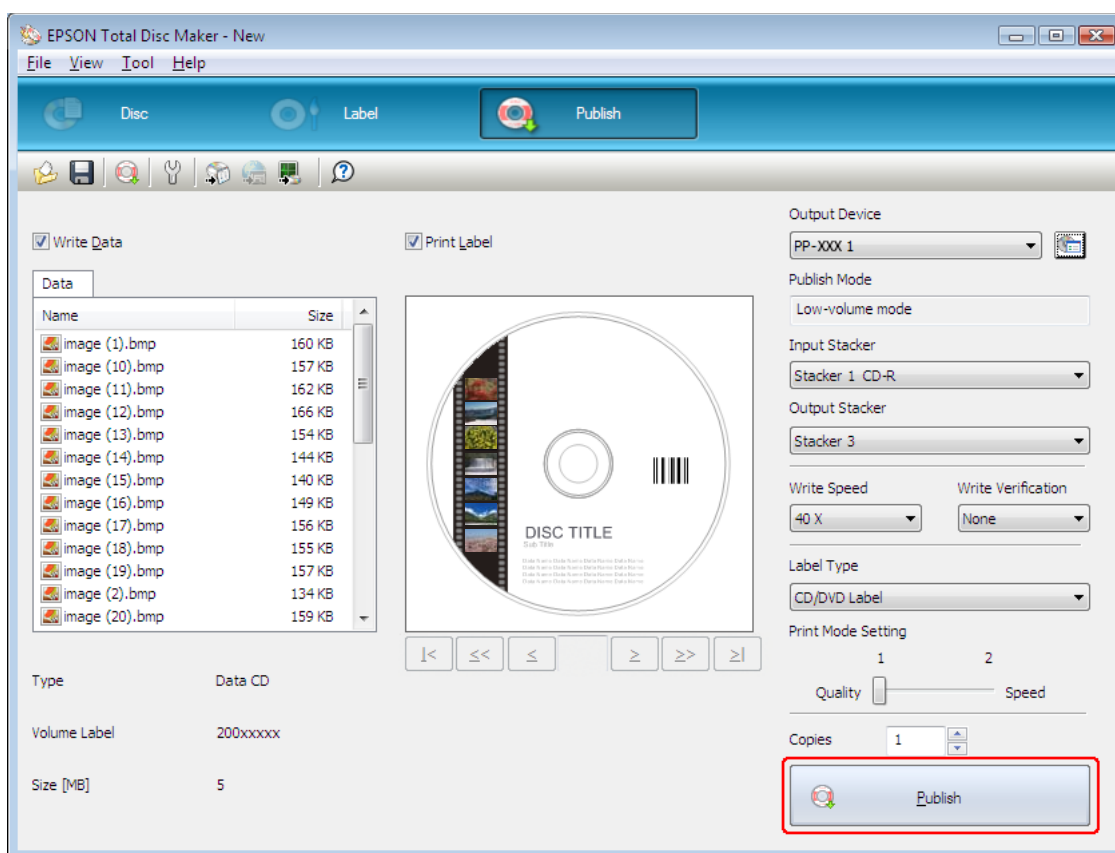 EPSON Total Disc Maker - New
File View Tool Help
Disc
Label
Publish
Write Data
Print Label
Data
Name Size
image (1).bmp 160 KB
image (10).bmp 157 KB
image (11).bmp 162 KB
image (12).bmp 166 KB
image (13).bmp 154 KB
image (14).bmp 144 KB
image (15).bmp 140 KB
image (16).bmp 149 KB
image (17).bmp 156 KB
image (18).bmp 155 KB
image (19).bmp 157 KB
image (2).bmp 134 KB
image (20).bmp 159 KB
Type Data CD
Volume Label 200xxxxx
Size [MB] 5
DISC TITLE
Sub Title
|< << < > >> >|
Output Device
PP-XXX 1
Publish Mode
Low-volume mode
Input Stacker
Stacker 1 CD-R
Output Stacker
Stacker 3
Write Speed Write Verification
40 X None
Label Type
CD/DVD Label
Print Mode Setting
1 2
Quality Speed
Copies 1
Publish